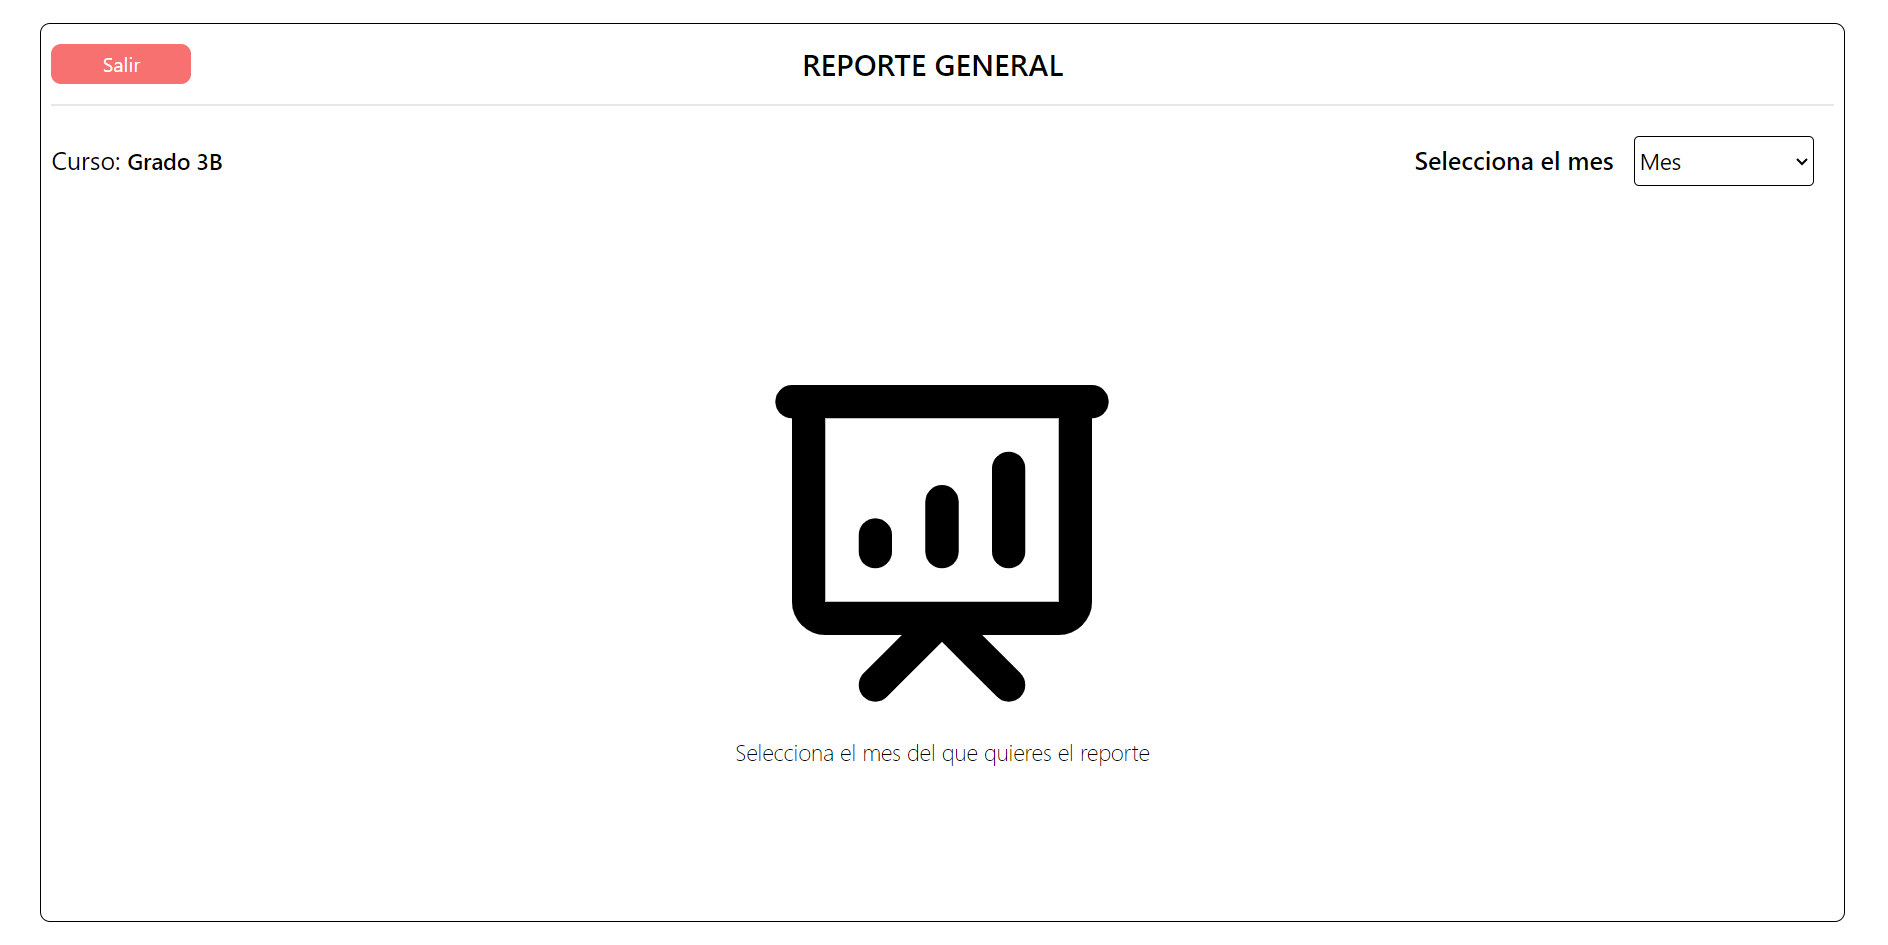 Salir
REPORTE GENERAL
Curso: Grado 3B
Selecciona el mes
Mes
Selecciona el mes del que quieres el reporte